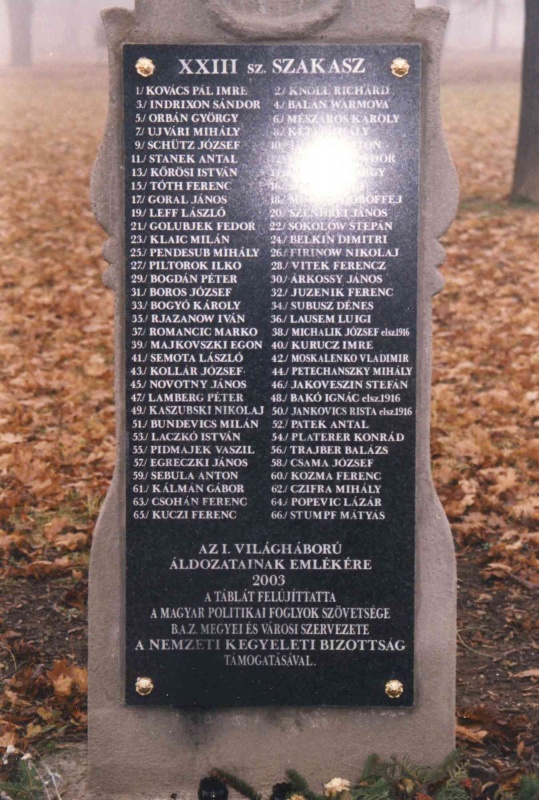 XXIII sz. SZAKASZ
1/ KOVÁCS PÁL IMRE 2/ KNOLL RICHÁRD
3/ INDRIXON SÁNDOR 4/ BALÁN WARMOVA
5/ ORBÁN GYÖRGY 6/ MÉSZÁROS KÁROLY
7/ UJVÁRI MIHÁLY 8/
9/ SCHÜTZ JÓZSEF 10/
11/ STANEK ANTAL
13/ KŐRÖSI ISTVÁN
15/ TÓTH FERENC 16/
17/ GORAL JÁNOS 18/
19/ LEFF LÁSZLÓ 20/ SZENDREI JÁNOS
21/ GOLUBJEK FEDOR 22/ SOKOLOW STEPÁN
23/ KLAIC MILÁN 24/ BELKIN DIMITRI
25/ PENDESUB MIHÁLY 26/ FIRINOW NIKOLAJ
27/ PILTOROK ILKO 28/ VITEK FERENCZ
29/ BOGDÁN PÉTER 30/ ÁRKOSSY JÁNOS
31/ BOROS JÓZSEF 32/ JUZENIK FERENC
33/ BOGYÓ KÁROLY 34/ SUBUSZ DÉNES
35/ RJAZANOW IVÁN 36/ LAUSEM LUIGI
37/ ROMANCIC MARKO 38/ MICHALIK JÓZSEF elsz.1916
39/ MAJKOVSZKI EGON 40/ KURUCZ IMRE
41/ SEMOTA LÁSZLÓ 42/ MOSKALENKO VLADIMIR
43/ KOLLÁR JÓZSEF 44/ PETECHANSZKY MIHÁLY
45/ NOVOTNY JÁNOS 46/ JAKOVESZIN STEFÁN
47/ LAMBERG PÉTER 48/ BAKÓ IGNÁC elsz.1916
49/ KASZUBSKI NIKOLAJ 50/ JANKOVICS RISTA elsz.1916
51/ BUNDEVICS MILÁN 52/ PATEK ANTAL
53/ LACZKÓ ISTVÁN 54/ PLATERER KONRÁD
55/ PIDMAJEK VASZIL 56/ TRAJBER BALÁZS
57/ EGRECZKI JÁNOS 58/ CSAMA JÓZSEF
59/ SEBULA ANTON 60/ KOZMA FERENC
61/ KÁLMÁN GÁBOR 62/ CZIFRA MIHÁLY
63/ CSOHÁN FERENC 64/ POPEVIC LÁZÁR
65/ KUCZI FERENC 66/ STUMPF MÁTYÁS
AZ I. VILÁGHÁBORÚ
ÁLDOZATAINAK EMLÉKÉRE
2003
A TÁBLÁT FELÚJÍTTATTA
A MAGYAR POLITIKAI FOGLYOK SZÖVETSÉGE
B.A.Z. MEGYEI ÉS VÁROSI SZERVEZETE
A NEMZETI KEGYELETI BIZOTTSÁG
TÁMOGATÁSÁVAL.